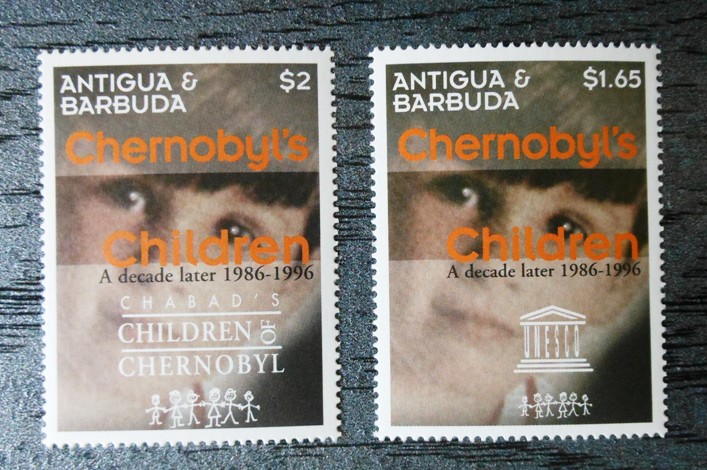 ANTIGUA & $2
BARBUDA
Chernobyl's
Children
A decade later 1986-1996
CHABAD'S
CHILDREN OF
CHERNOBYL
ANTIGUA & $1.65
BARBUDA
Chernobyl's
Children
A decade later 1986-1996
UNESCO